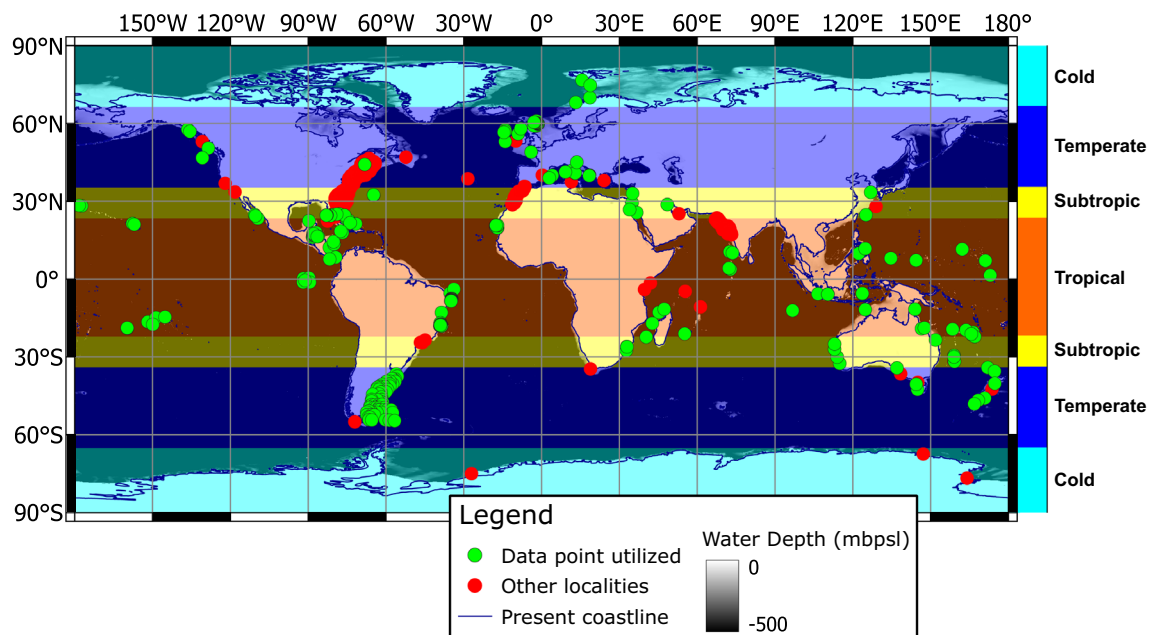 150°W 120°W 90°W 60°W 30°W 0° 30°E 60°E 90°E 120°E 150°E 180°
90°N
60°N
30°N
0°
30°S
60°S
90°S
Cold
Temperate
Subtropic
Tropical
Subtropic
Temperate
Cold
Legend
Data point utilized
Other localities
Present coastline
Water Depth (mbpsl)
0
-500